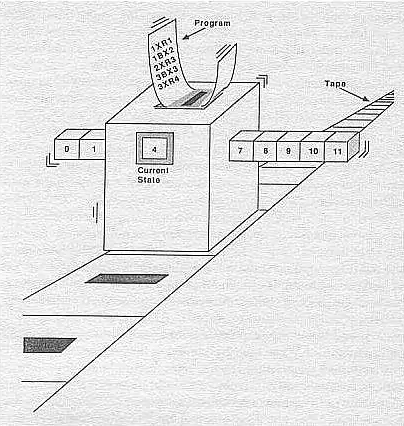 Program
1XR1
1BX2
2XR3
3BX3
3XR4
Tape
0 1
4
7 8 9 10 11
Current
State